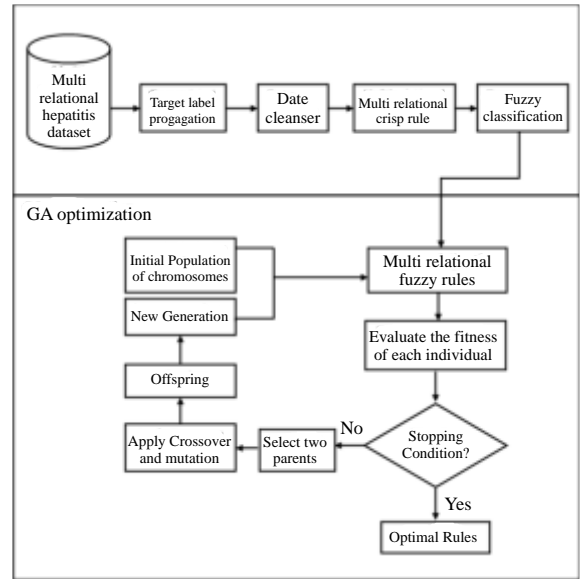 Multi
relational
hepatitis
dataset
Target label
progagation
Date
cleanser
Multi relational
crisp rule
Fuzzy
classification
GA optimization
Initial Population
of chromosomes
New Generation
Offspring
Apply Crossover
and mutation
Select two
parents
No
Multi relational
fuzzy rules
Evaluate the fitness
of each individual
Stopping
Condition?
Yes
Optimal Rules